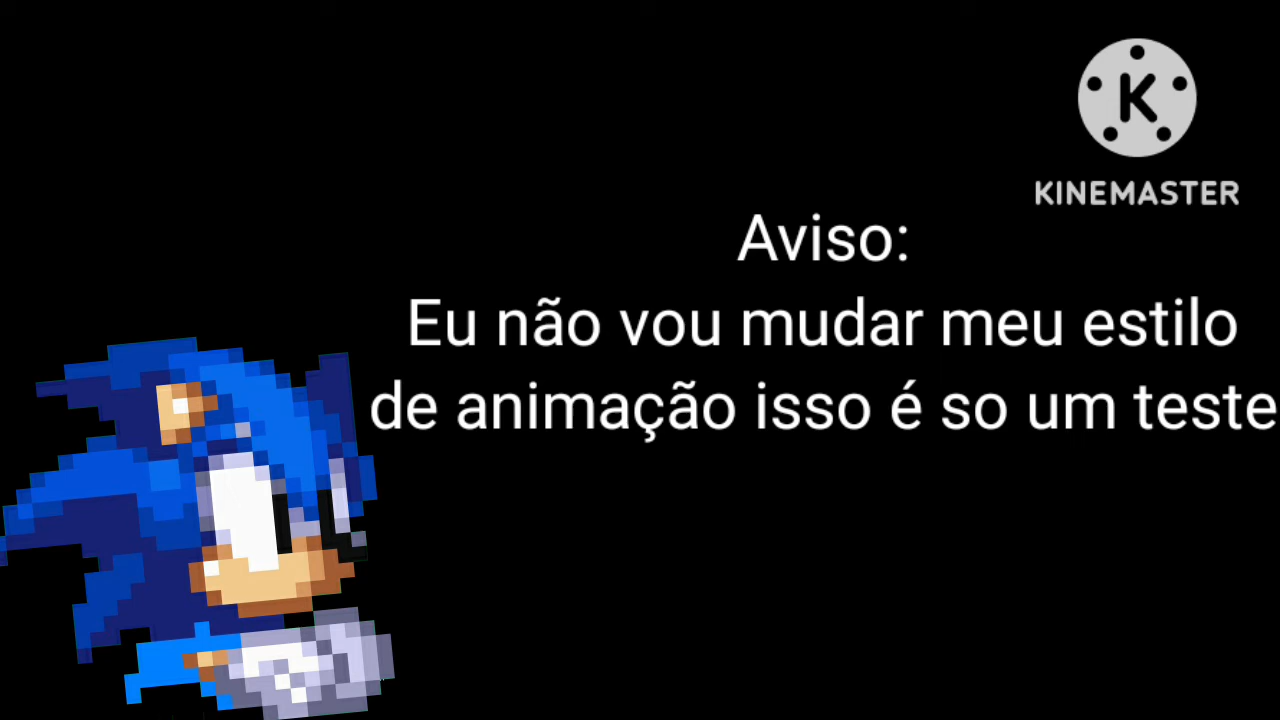 K
KINEMASTER
Aviso:
Eu não vou mudar meu estilo
de animação isso é so um teste